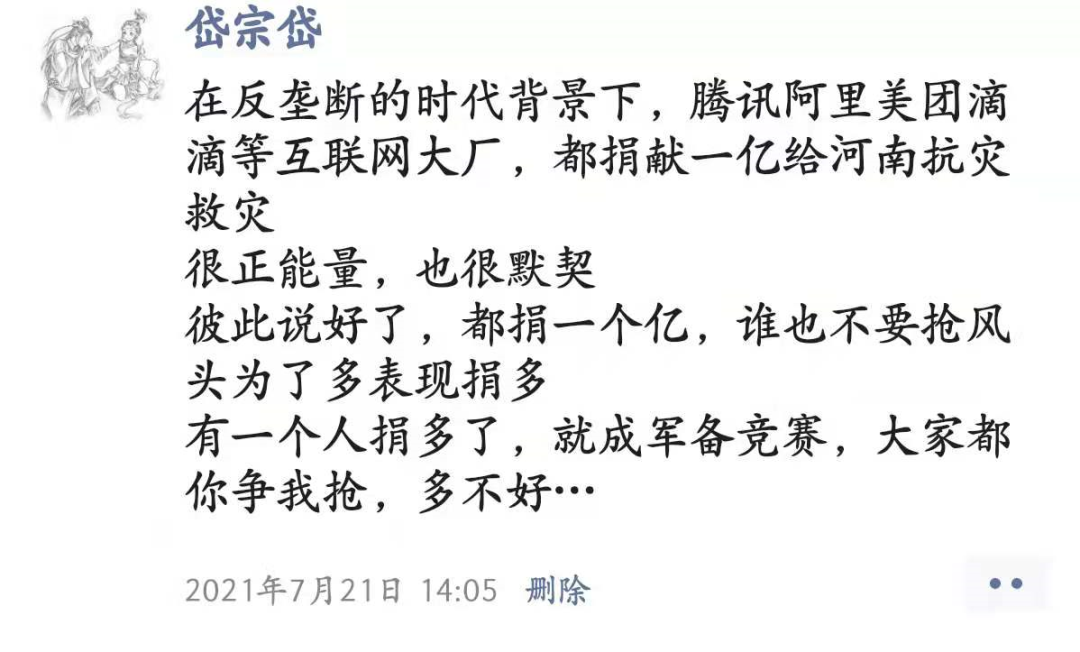 岱宗岱
在反垄断的时代背景下，腾讯阿里美团滴
滴等互联网大厂，都捐献一亿给河南抗灾
救灾
很正能量，也很默契
彼此说好了，都捐一个亿，谁也不要抢风
头为了多表现捐多
有一个人捐多了，就成军备竞赛，大家都
你争我抢，多不好…
2021年7月21日 14:05 删除